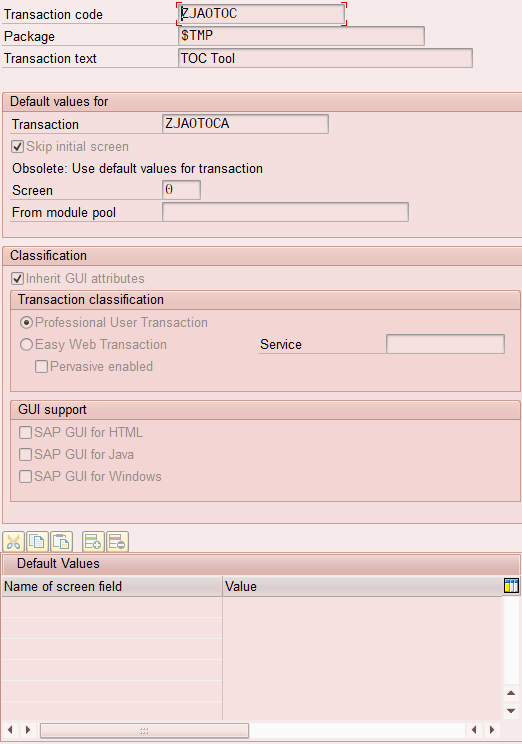 Transaction code ZJAOTOC
Package $TMP
Transaction text TOC Tool
Default values for
Transaction ZJAOTOCA
Skip initial screen
Obsolete: Use default values for transaction
Screen 0
From module pool
Classification
Inherit GUI attributes
Transaction classification
Professional User Transaction
Easy Web Transaction Service
Pervasive enabled
GUI support
SAP GUI for HTML
SAP GUI for Java
SAP GUI for Windows
Default Values
Name of screen field Value